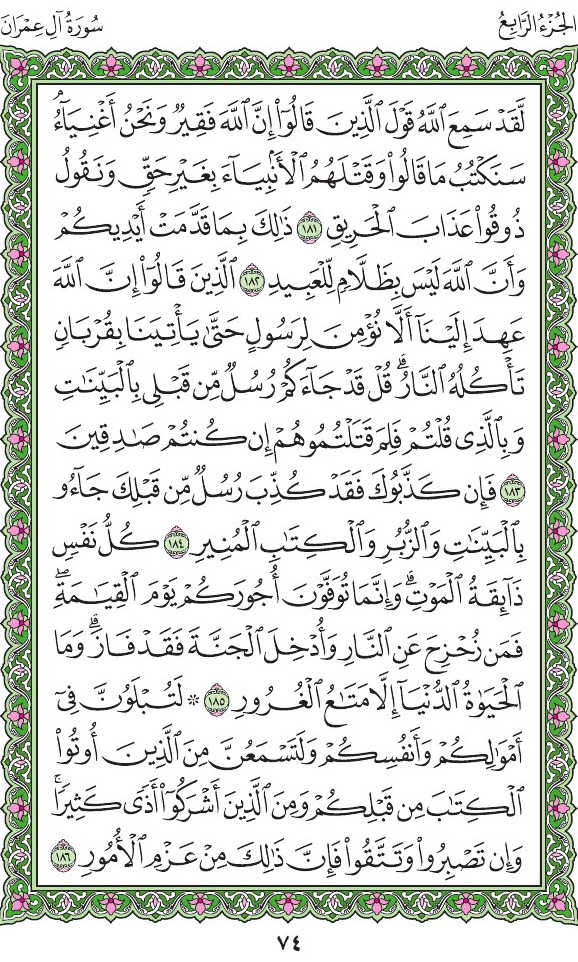 الجزء الرابع
سورة آل عمران
لَّقَدْ سَمِعَ ٱللَّهُ قَوْلَ ٱلَّذِينَ قَالُوٓا۟ إِنَّ ٱللَّهَ فَقِيرٌ وَنَحْنُ أَغْنِيَآءُ
سَنَكْتُبُ مَا قَالُوا۟ وَقَتْلَهُمُ ٱلْأَنۢبِيَآءَ بِغَيْرِ حَقٍّ وَنَقُولُ
ذُوقُوا۟ عَذَابَ ٱلْحَرِيقِ ١٨١ ذَٰلِكَ بِمَا قَدَّمَتْ أَيْدِيكُمْ
وَأَنَّ ٱللَّهَ لَيْسَ بِظَلَّامٍ لِّلْعَبِيدِ ١٨٢ ٱلَّذِينَ قَالُوٓا۟ إِنَّ ٱللَّهَ
عَهِدَ إِلَيْنَآ أَلَّا نُؤْمِنَ لِرَسُولٍ حَتَّىٰ يَأْتِيَنَا بِقُرْبَانٍ
تَأْكُلُهُ ٱلنَّارُ ۗ قُلْ قَدْ جَآءَكُمْ رُسُلٌ مِّن قَبْلِى بِٱلْبَيِّنَٰتِ
وَبِٱلَّذِى قُلْتُمْ فَلِمَ قَتَلْتُمُوهُمْ إِن كُنتُمْ صَٰدِقِينَ
١٨٣ فَإِن كَذَّبُوكَ فَقَدْ كُذِّبَ رُسُلٌ مِّن قَبْلِكَ جَآءُو
بِٱلْبَيِّنَٰتِ وَٱلزُّبُرِ وَٱلْكِتَٰبِ ٱلْمُنِيرِ ١٨٤ كُلُّ نَفْسٍ
ذَآئِقَةُ ٱلْمَوْتِ ۗ وَإِنَّمَا تُوَفَّوْنَ أُجُورَكُمْ يَوْمَ ٱلْقِيَٰمَةِ ۖ
فَمَن زُحْزِحَ عَنِ ٱلنَّارِ وَأُدْخِلَ ٱلْجَنَّةَ فَقَدْ فَازَ ۗ وَمَا
ٱلْحَيَوٰةُ ٱلدُّنْيَآ إِلَّا مَتَٰعُ ٱلْغُرُورِ ١٨٥ ۞ لَتُبْلَوُنَّ فِىٓ
أَمْوَٰلِكُمْ وَأَنفُسِكُمْ وَلَتَسْمَعُنَّ مِنَ ٱلَّذِينَ أُوتُوا۟
ٱلْكِتَٰبَ مِن قَبْلِكُمْ وَمِنَ ٱلَّذِينَ أَشْرَكُوٓا۟ أَذًى كَثِيرًا ۚ
وَإِن تَصْبِرُوا۟ وَتَتَّقُوا۟ فَإِنَّ ذَٰلِكَ مِنْ عَزْمِ ٱلْأُمُورِ ١٨٦
٧٤